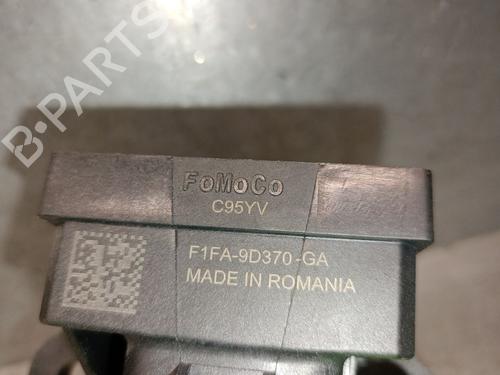 B-PARTS
FoMoCo
C95YV
F1FA-9D370-GA
MADE IN ROMANIA